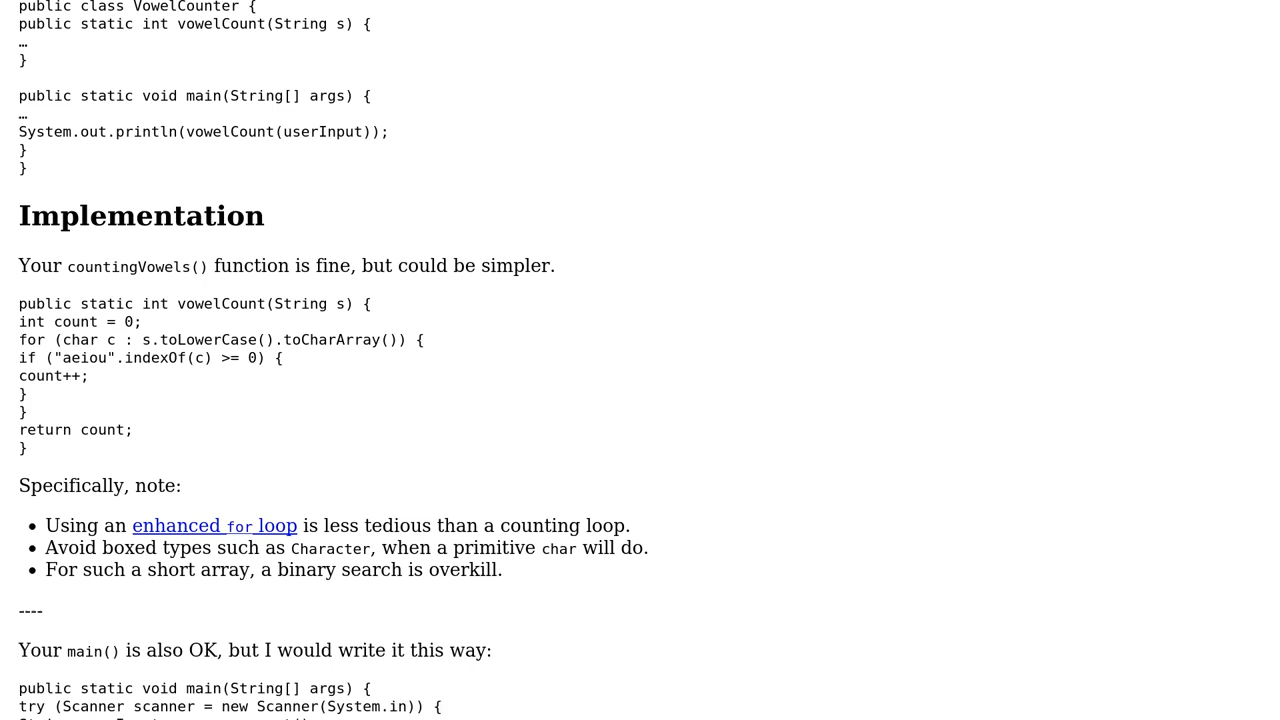 public class VowelCounter {
public static int vowelCount(String s) {
…
}

public static void main(String[] args) {
…
System.out.println(vowelCount(userInput));
}
}

Implementation

Your countingVowels() function is fine, but could be simpler.

public static int vowelCount(String s) {
int count = 0;
for (char c : s.toLowerCase().toCharArray()) {
if ("aeiou".indexOf(c) >= 0) {
count++;
}
}
return count;
}

Specifically, note:

• Using an enhanced for loop is less tedious than a counting loop.
• Avoid boxed types such as Character, when a primitive char will do.
• For such a short array, a binary search is overkill.

----

Your main() is also OK, but I would write it this way:

public static void main(String[] args) {
try (Scanner scanner = new Scanner(System.in)) {